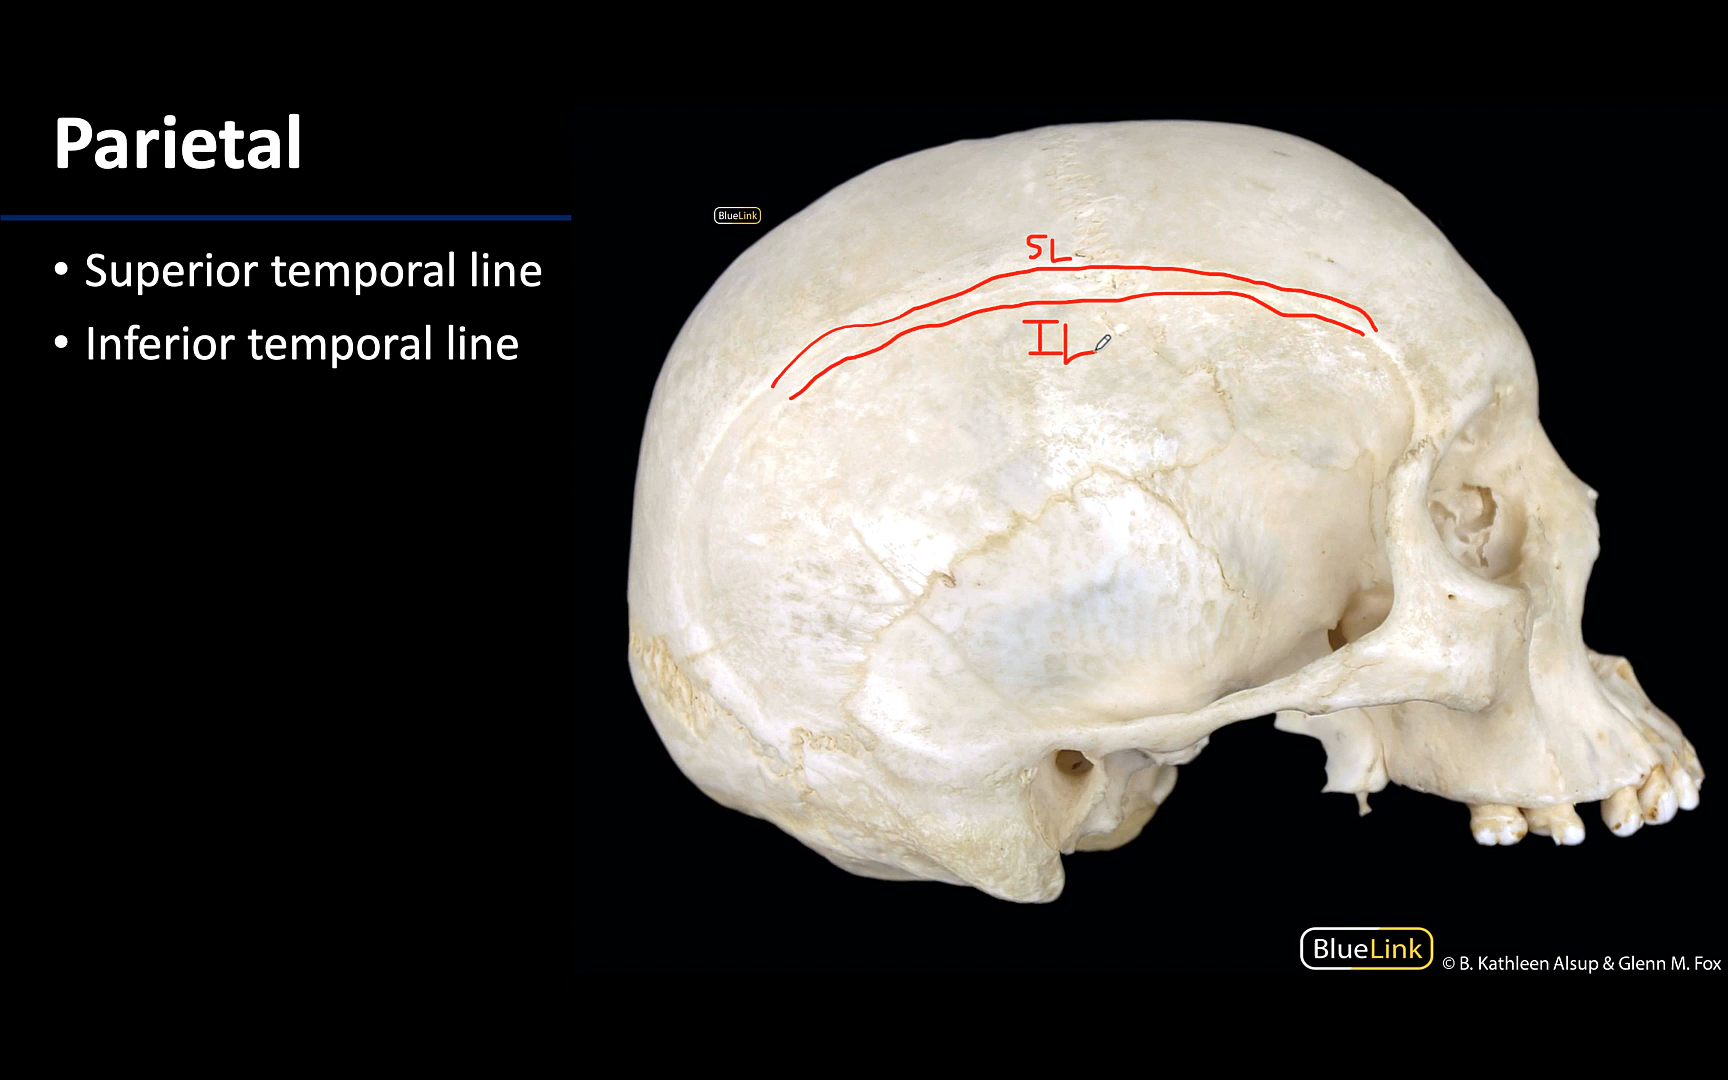 Parietal
• Superior temporal line
• Inferior temporal line
BlueLink
SL
IL
BlueLink
© B. Kathleen Alsup & Glenn M. Fox